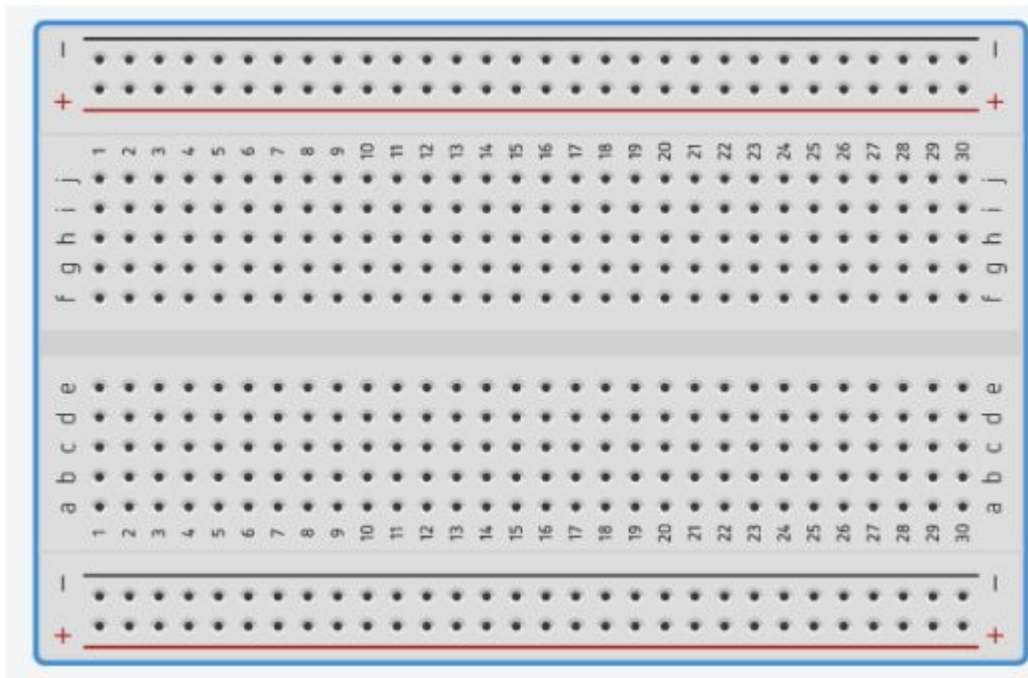 − −
+ +
1 2 3 4 5 6 7 8 9 10 11 12 13 14 15 16 17 18 19 20 21 22 23 24 25 26 27 28 29 30
j j
i i
h h
g g
f f
e e
d d
c c
b b
a a
1 2 3 4 5 6 7 8 9 10 11 12 13 14 15 16 17 18 19 20 21 22 23 24 25 26 27 28 29 30
− −
+ +